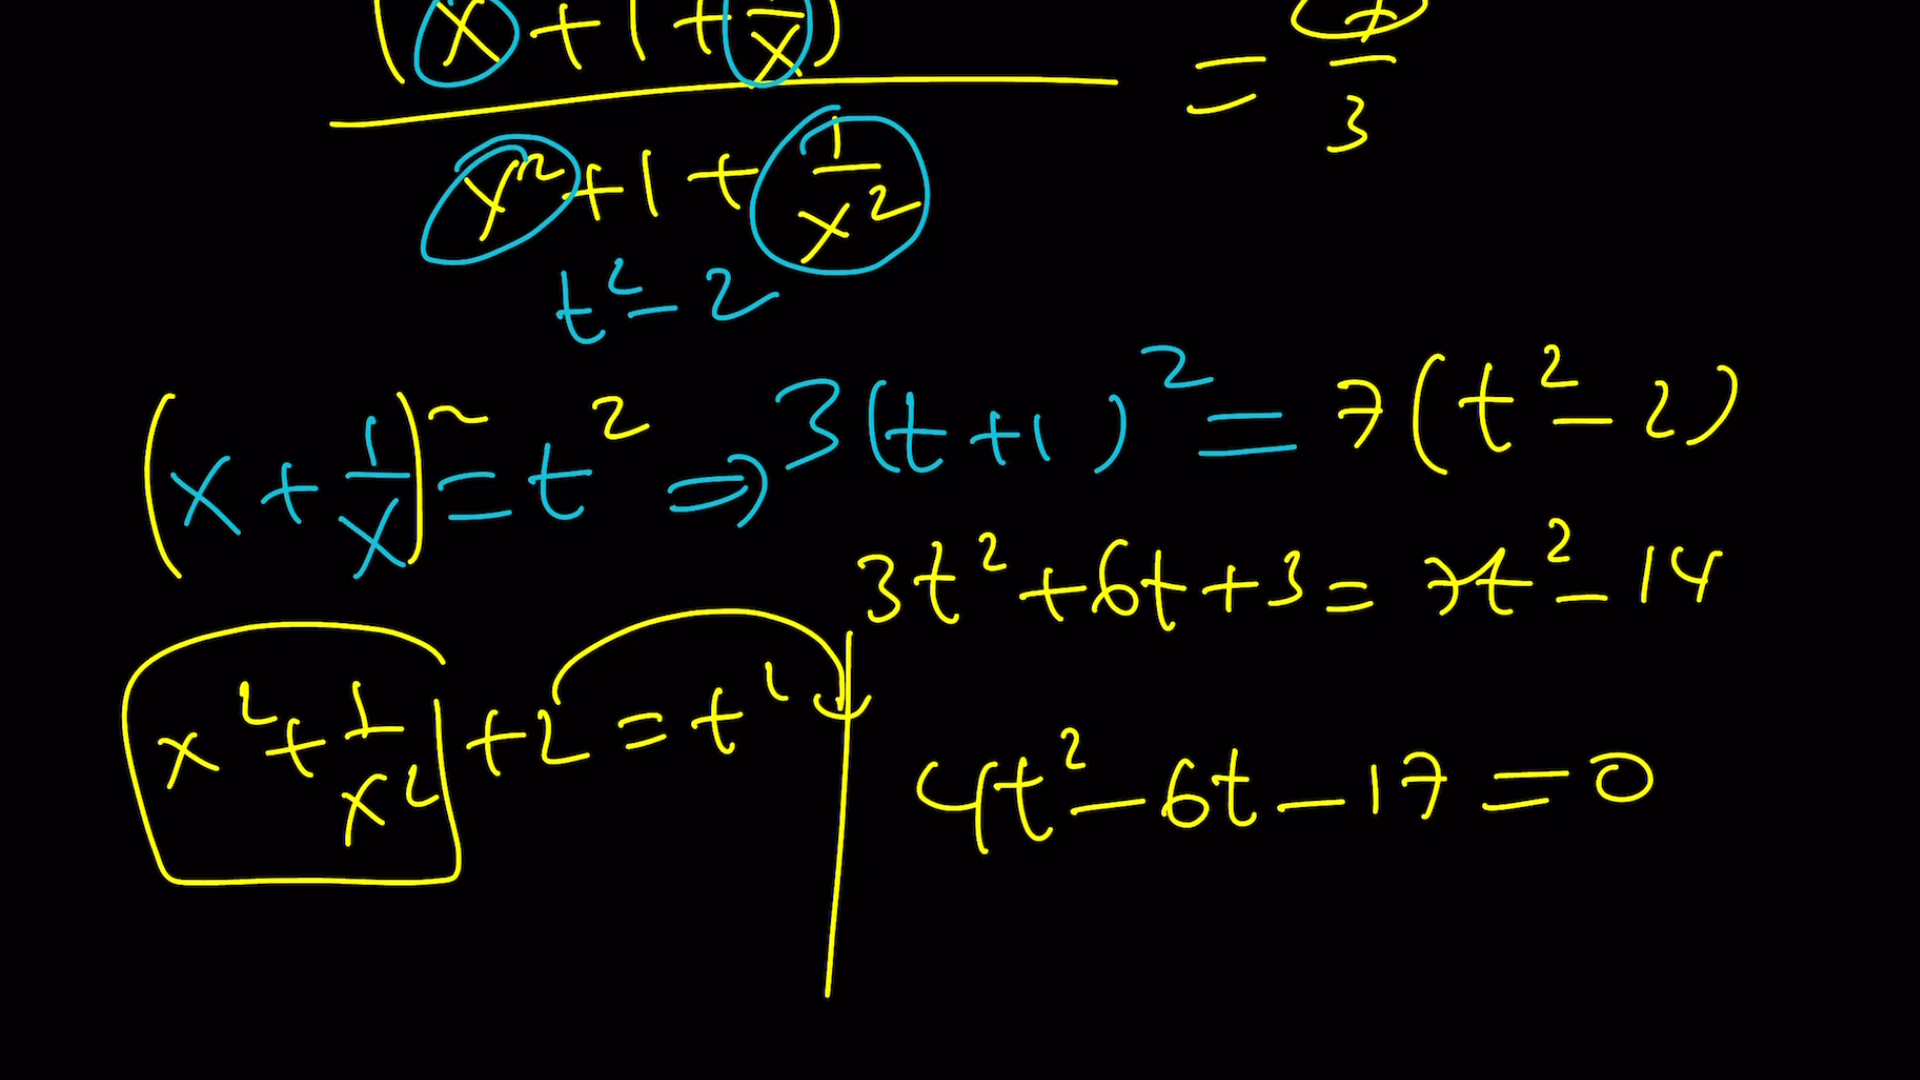 (x + 1 + 1/x) / (x² + 1 + 1/x²) = 7/3
t² - 2
(x + 1/x)² = t² ⇒ 3(t + 1)² = 7(t² - 2)
3t² + 6t + 3 = 7t² - 14
x² + 1/x² + 2 = t²
4t² - 6t - 17 = 0